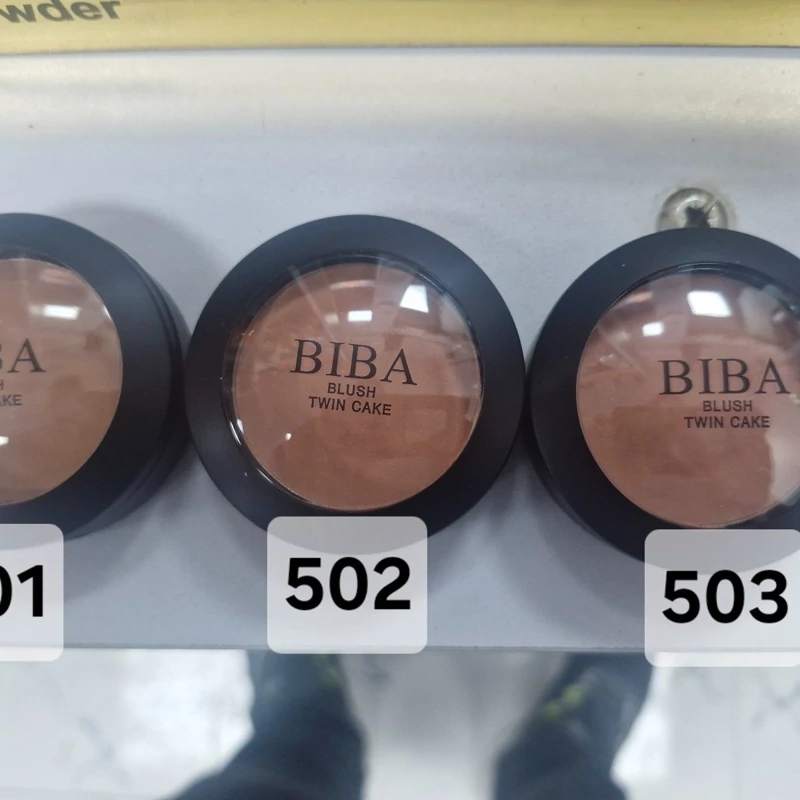 wder
BA
H
AKE
BIBA
BLUSH
TWIN CAKE
BIBA
BLUSH
TWIN CAKE
01
502
503